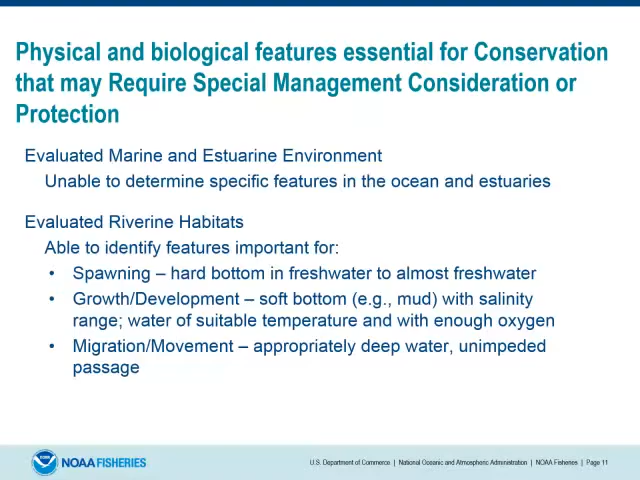 Physical and biological features essential for Conservation
that may Require Special Management Consideration or
Protection
Evaluated Marine and Estuarine Environment
Unable to determine specific features in the ocean and estuaries
Evaluated Riverine Habitats
Able to identify features important for:
• Spawning – hard bottom in freshwater to almost freshwater
• Growth/Development – soft bottom (e.g., mud) with salinity
range; water of suitable temperature and with enough oxygen
• Migration/Movement – appropriately deep water, unimpeded
passage
NOAA FISHERIES
U.S. Department of Commerce | National Oceanic and Atmospheric Administration | NOAA Fisheries | Page 11